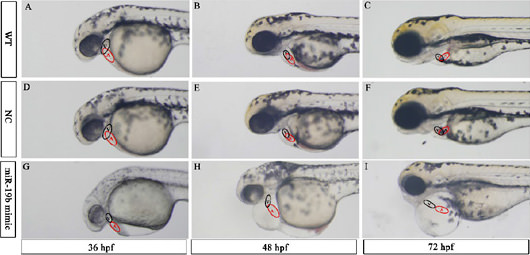 WT
A
B
C
NC
D
E
F
miR-19b mimic
G
H
I
36 hpf
48 hpf
72 hpf